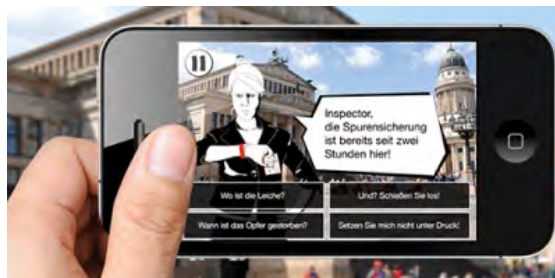 Inspector,
die Spurensicherung
ist bereits seit zwei
Stunden hier!
Wo ist die Leiche?
Und? Schießen Sie los!
Wann ist das Opfer gestorben?
Setzen Sie mich nicht unter Druck!